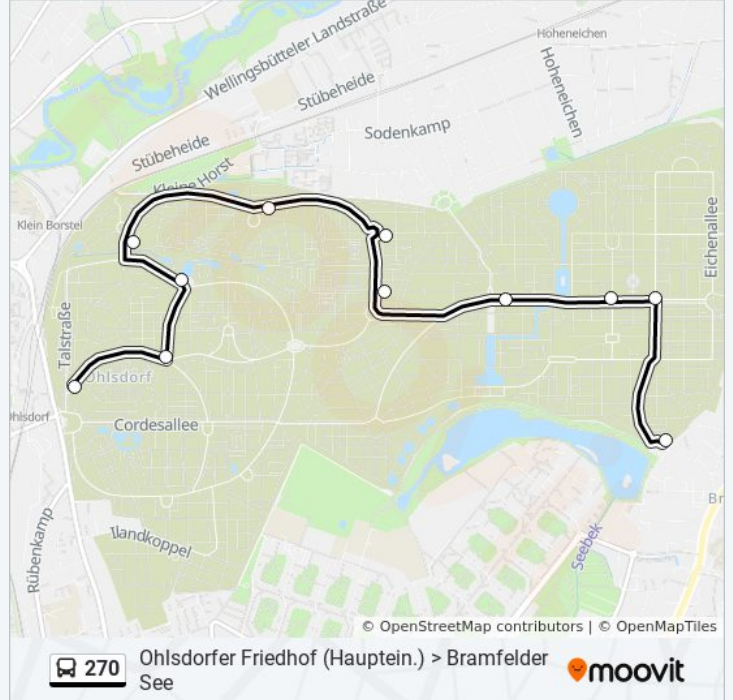 Wellingsbütteler Landstraße
Hoheneichen
Hoheneichen
Stübeheide
Sodenkamp
Stübeheide
Kleine Horst
Klein Borstel
Eichenallee
Talstraße
Ohlsdorf
Ohlsdorf
Cordesallee
Br
Ilandkoppel
Rübenkamp
Seebek
© OpenStreetMap contributors | © OpenMapTiles
270
Ohlsdorfer Friedhof (Hauptein.) > Bramfelder
See
moovit